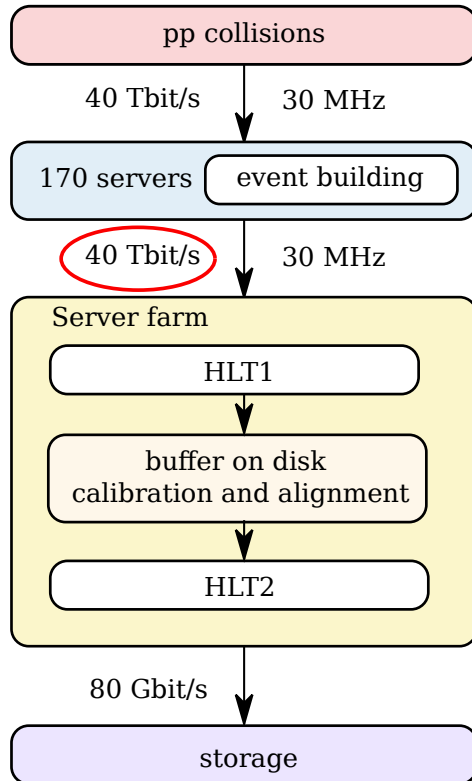 pp collisions
40 Tbit/s 30 MHz
170 servers event building
40 Tbit/s 30 MHz
Server farm
HLT1
buffer on disk
calibration and alignment
HLT2
80 Gbit/s
storage